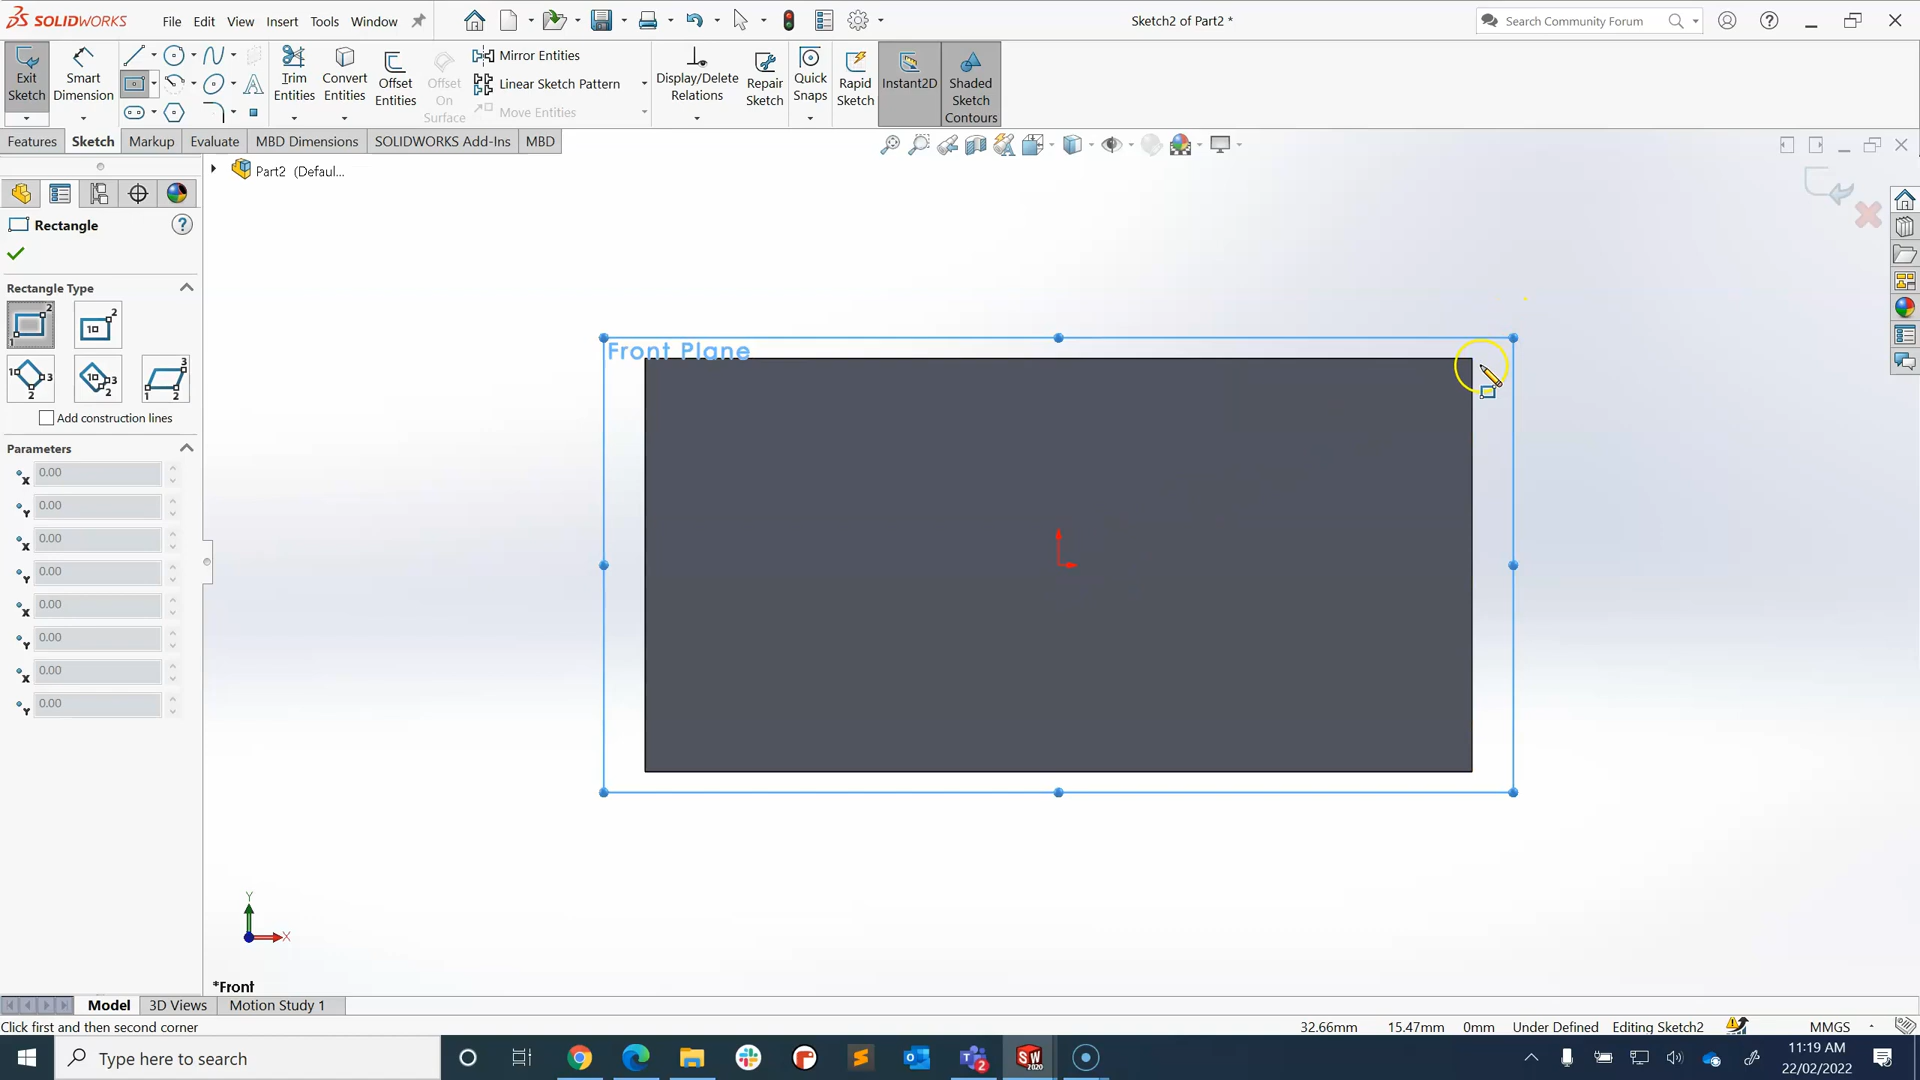 SOLIDWORKS
File
Edit
View
Insert
Tools
Window
Sketch2 of Part2 *
Search Community Forum
Exit
Sketch
Smart
Dimension
Trim
Entities
Convert
Entities
Offset
Entities
Offset
On
Surface
Mirror Entities
Linear Sketch Pattern
Move Entities
Display/Delete
Relations
Repair
Sketch
Quick
Snaps
Rapid
Sketch
Instant2D
Shaded
Sketch
Contours
Features
Sketch
Markup
Evaluate
MBD Dimensions
SOLIDWORKS Add-Ins
MBD
Part2 (Defaul...
Rectangle
Rectangle Type
Add construction lines
Parameters
0.00
0.00
0.00
0.00
0.00
0.00
0.00
0.00
Front Plane
Y
X
*Front
Model
3D Views
Motion Study 1
Click first and then second corner
32.66mm
15.47mm
0mm
Under Defined
Editing Sketch2
MMGS
Type here to search
SW
2020
2
11:19 AM
22/02/2022